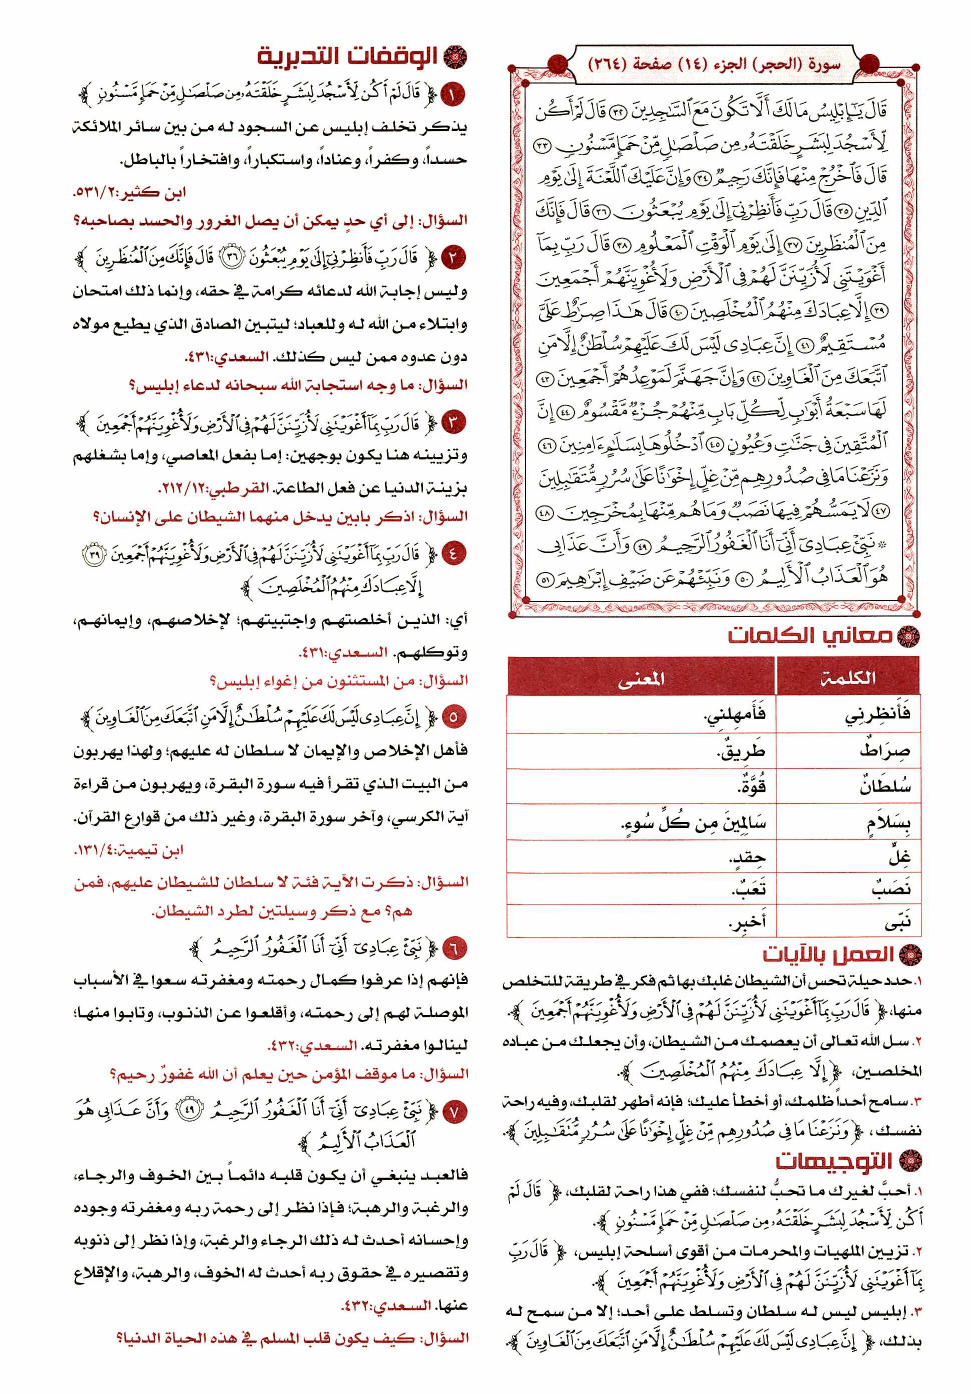 سورة (الحجر) الجزء (١٤) صفحة (٢٦٤)
قَالَ يَٰٓإِبۡلِيسُ مَا لَكَ أَلَّا تَكُونَ مَعَ ٱلسَّٰجِدِينَ ٣٢ قَالَ لَمۡ أَكُن
لِّأَسۡجُدَ لِبَشَرٍ خَلَقۡتَهُۥ مِن صَلۡصَٰلٖ مِّنۡ حَمَإٖ مَّسۡنُونٖ ٣٣
قَالَ فَٱخۡرُجۡ مِنۡهَا فَإِنَّكَ رَجِيمٞ ٣٤ وَإِنَّ عَلَيۡكَ ٱللَّعۡنَةَ إِلَىٰ يَوۡمِ
ٱلدِّينِ ٣٥ قَالَ رَبِّ فَأَنظِرۡنِيٓ إِلَىٰ يَوۡمِ يُبۡعَثُونَ ٣٦ قَالَ فَإِنَّكَ
مِنَ ٱلۡمُنظَرِينَ ٣٧ إِلَىٰ يَوۡمِ ٱلۡوَقۡتِ ٱلۡمَعۡلُومِ ٣٨ قَالَ رَبِّ بِمَآ
أَغۡوَيۡتَنِي لَأُزَيِّنَنَّ لَهُمۡ فِي ٱلۡأَرۡضِ وَلَأُغۡوِيَنَّهُمۡ أَجۡمَعِينَ
٣٩ إِلَّا عِبَادَكَ مِنۡهُمُ ٱلۡمُخۡلَصِينَ ٤٠ قَالَ هَٰذَا صِرَٰطٌ عَلَيَّ
مُسۡتَقِيمٌ ٤١ إِنَّ عِبَادِي لَيۡسَ لَكَ عَلَيۡهِمۡ سُلۡطَٰنٌ إِلَّا مَنِ
ٱتَّبَعَكَ مِنَ ٱلۡغَاوِينَ ٤٢ وَإِنَّ جَهَنَّمَ لَمَوۡعِدُهُمۡ أَجۡمَعِينَ ٤٣
لَهَا سَبۡعَةُ أَبۡوَٰبٖ لِّكُلِّ بَابٖ مِّنۡهُمۡ جُزۡءٞ مَّقۡسُومٌ ٤٤ إِنَّ
ٱلۡمُتَّقِينَ فِي جَنَّٰتٖ وَعُيُونٍ ٤٥ ٱدۡخُلُوهَا بِسَلَٰمٍ ءَامِنِينَ ٤٦
وَنَزَعۡنَا مَا فِي صُدُورِهِم مِّنۡ غِلٍّ إِخۡوَٰنًا عَلَىٰ سُرُرٖ مُّتَقَٰبِلِينَ
٤٧ لَا يَمَسُّهُمۡ فِيهَا نَصَبٞ وَمَا هُم مِّنۡهَا بِمُخۡرَجِينَ ٤٨
* نَبِّئۡ عِبَادِيٓ أَنِّيٓ أَنَا ٱلۡغَفُورُ ٱلرَّحِيمُ ٤٩ وَأَنَّ عَذَابِي
هُوَ ٱلۡعَذَابُ ٱلۡأَلِيمُ ٥٠ وَنَبِّئۡهُمۡ عَن ضَيۡفِ إِبۡرَٰهِيمَ ٥١
معاني الكلمات
الكلمة المعنى
فَأَنظِرنِي فَأَمهِلنِي.
صِرَاطٌ طَرِيقٌ.
سُلطَانٌ قُوَّةٌ.
بِسَلَامٍ سَالِمِينَ مِن كُلِّ سُوءٍ.
غِلٍّ حِقدٍ.
نَصَبٌ تَعَبٌ.
نَبِّئ أَخبِر.
العمل بالآيات
١. حدد حيلة تحس أن الشيطان غلبك بها ثم فكر في طريقة للتخلص
منها، ﴿ قَالَ رَبِّ بِمَآ أَغۡوَيۡتَنِي لَأُزَيِّنَنَّ لَهُمۡ فِي ٱلۡأَرۡضِ وَلَأُغۡوِيَنَّهُمۡ أَجۡمَعِينَ ﴾.
٢. سل الله تعالى أن يعصمك من الشيطان، وأن يجعلك من عباده
المخلصين، ﴿ إِلَّا عِبَادَكَ مِنۡهُمُ ٱلۡمُخۡلَصِينَ ﴾.
٣. سامح أحداً ظلمك، أو أخطأ عليك؛ فإنه أطهر لقلبك، وفيه راحة
نفسك، ﴿ وَنَزَعۡنَا مَا فِي صُدُورِهِم مِّنۡ غِلٍّ إِخۡوَٰنًا عَلَىٰ سُرُرٖ مُّتَقَٰبِلِينَ ﴾.
التوجيهات
١. أحبَّ لغيرك ما تحبُّ لنفسك؛ ففي هذا راحة لقلبك، ﴿ قَالَ لَمۡ
أَكُن لِّأَسۡجُدَ لِبَشَرٍ خَلَقۡتَهُۥ مِن صَلۡصَٰلٖ مِّنۡ حَمَإٖ مَّسۡنُونٖ ﴾.
٢. تزيين الملهيات والمحرمات من أقوى أسلحة إبليس، ﴿ قَالَ رَبِّ
بِمَآ أَغۡوَيۡتَنِي لَأُزَيِّنَنَّ لَهُمۡ فِي ٱلۡأَرۡضِ وَلَأُغۡوِيَنَّهُمۡ أَجۡمَعِينَ ﴾.
٣. إبليس ليس له سلطان وتسلط على أحد؛ إلا من سمح له
بذلك، ﴿ إِنَّ عِبَادِي لَيۡسَ لَكَ عَلَيۡهِمۡ سُلۡطَٰنٌ إِلَّا مَنِ ٱتَّبَعَكَ مِنَ ٱلۡغَاوِينَ ﴾.
الوقفات التدبرية
١ ﴿ قَالَ لَمۡ أَكُن لِّأَسۡجُدَ لِبَشَرٍ خَلَقۡتَهُۥ مِن صَلۡصَٰلٖ مِّنۡ حَمَإٖ مَّسۡنُونٖ ﴾
يذكر تخلف إبليس عن السجود له من بين سائر الملائكة
حسداً، وكفراً، وعناداً، واستكباراً، وافتخاراً بالباطل.
ابن كثير:٥٣١/٢.
السؤال: إلى أي حدٍ يمكن أن يصل الغرور والحسد بصاحبه؟
٢ ﴿ قَالَ رَبِّ فَأَنظِرۡنِيٓ إِلَىٰ يَوۡمِ يُبۡعَثُونَ ٣٦ قَالَ فَإِنَّكَ مِنَ ٱلۡمُنظَرِينَ ﴾
وليس إجابة الله لدعائه كرامة في حقه، وإنما ذلك امتحان
وابتلاء من الله له وللعباد؛ ليتبين الصادق الذي يطيع مولاه
دون عدوه ممن ليس كذلك. السعدي:٤٣١.
السؤال: ما وجه استجابة الله سبحانه لدعاء إبليس؟
٣ ﴿ قَالَ رَبِّ بِمَآ أَغۡوَيۡتَنِي لَأُزَيِّنَنَّ لَهُمۡ فِي ٱلۡأَرۡضِ وَلَأُغۡوِيَنَّهُمۡ أَجۡمَعِينَ ﴾
وتزيينه هنا يكون بوجهين: إما بفعل المعاصي، وإما بشغلهم
بزينة الدنيا عن فعل الطاعة. القرطبي:٢١٢/١٢.
السؤال: اذكر بابين يدخل منهما الشيطان على الإنسان؟
٤ ﴿ قَالَ رَبِّ بِمَآ أَغۡوَيۡتَنِي لَأُزَيِّنَنَّ لَهُمۡ فِي ٱلۡأَرۡضِ وَلَأُغۡوِيَنَّهُمۡ أَجۡمَعِينَ ٣٩
إِلَّا عِبَادَكَ مِنۡهُمُ ٱلۡمُخۡلَصِينَ ﴾
أي: الذين أخلصتهم واجتبيتهم؛ لإخلاصهم، وإيمانهم،
وتوكلهم. السعدي:٤٣١.
السؤال: من المستثنون من إغواء إبليس؟
٥ ﴿ إِنَّ عِبَادِي لَيۡسَ لَكَ عَلَيۡهِمۡ سُلۡطَٰنٌ إِلَّا مَنِ ٱتَّبَعَكَ مِنَ ٱلۡغَاوِينَ ﴾
فأهل الإخلاص والإيمان لا سلطان له عليهم؛ ولهذا يهربون
من البيت الذي تقرأ فيه سورة البقرة، ويهربون من قراءة
آية الكرسي، وآخر سورة البقرة، وغير ذلك من قوارع القرآن.
ابن تيمية:١٣١/٤.
السؤال: ذكرت الآية فئة لا سلطان للشيطان عليهم، فمن
هم؟ مع ذكر وسيلتين لطرد الشيطان.
٦ ﴿ نَبِّئۡ عِبَادِيٓ أَنِّيٓ أَنَا ٱلۡغَفُورُ ٱلرَّحِيمُ ﴾
فإنهم إذا عرفوا كمال رحمته ومغفرته سعوا في الأسباب
الموصلة لهم إلى رحمته، وأقلعوا عن الذنوب، وتابوا منها؛
لينالوا مغفرته. السعدي:٤٣٢.
السؤال: ما موقف المؤمن حين يعلم أن الله غفورٌ رحيم؟
٧ ﴿ نَبِّئۡ عِبَادِيٓ أَنِّيٓ أَنَا ٱلۡغَفُورُ ٱلرَّحِيمُ ٤٩ وَأَنَّ عَذَابِي هُوَ
ٱلۡعَذَابُ ٱلۡأَلِيمُ ﴾
فالعبد ينبغي أن يكون قلبه دائماً بين الخوف والرجاء،
والرغبة والرهبة؛ فإذا نظر إلى رحمة ربه ومغفرته وجوده
وإحسانه أحدث له ذلك الرجاء والرغبة، وإذا نظر إلى ذنوبه
وتقصيره في حقوق ربه أحدث له الخوف، والرهبة، والإقلاع
عنها. السعدي:٤٣٢.
السؤال: كيف يكون قلب المسلم في هذه الحياة الدنيا؟